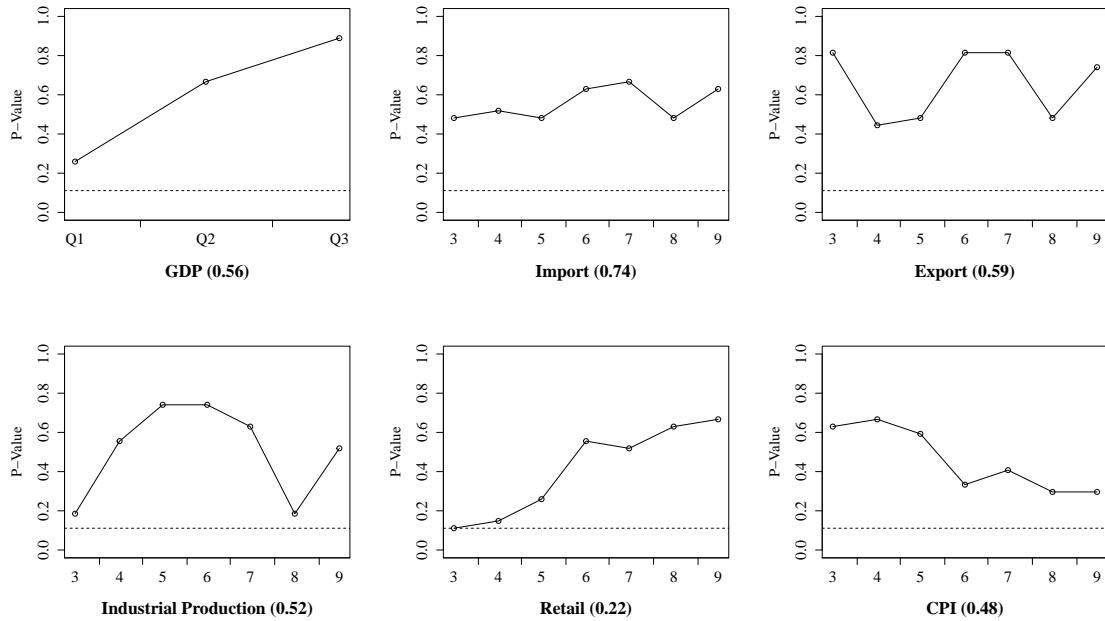 P−Value
0.0 0.2 0.4 0.6 0.8 1.0
Q1 Q2 Q3
GDP (0.56)
P−Value
0.0 0.2 0.4 0.6 0.8 1.0
3 4 5 6 7 8 9
Import (0.74)
P−Value
0.0 0.2 0.4 0.6 0.8 1.0
3 4 5 6 7 8 9
Export (0.59)
P−Value
0.0 0.2 0.4 0.6 0.8 1.0
3 4 5 6 7 8 9
Industrial Production (0.52)
P−Value
0.0 0.2 0.4 0.6 0.8 1.0
3 4 5 6 7 8 9
Retail (0.22)
P−Value
0.0 0.2 0.4 0.6 0.8 1.0
3 4 5 6 7 8 9
CPI (0.48)